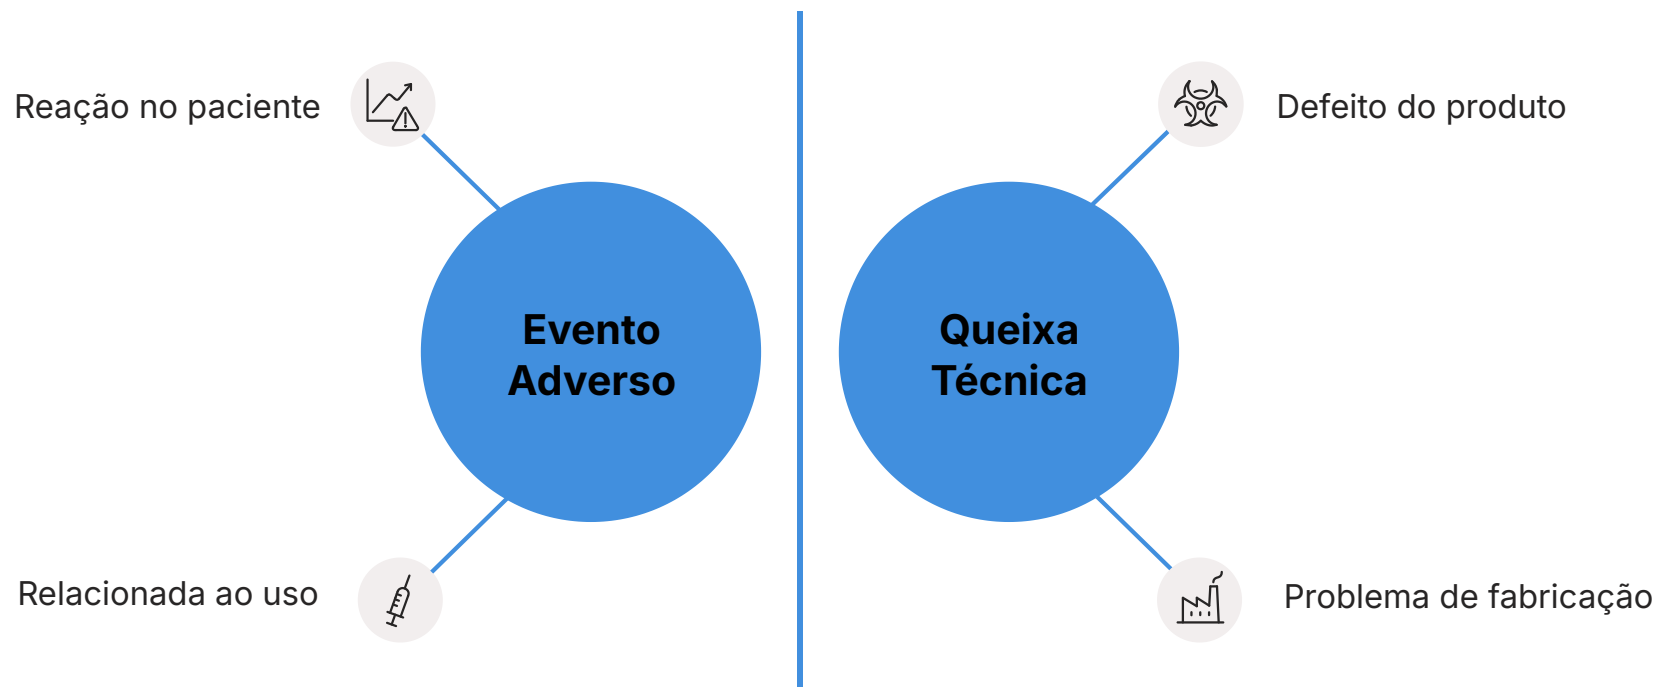 Reação no paciente
Defeito do produto
Evento
Adverso
Queixa
Técnica
Relacionada ao uso
Problema de fabricação